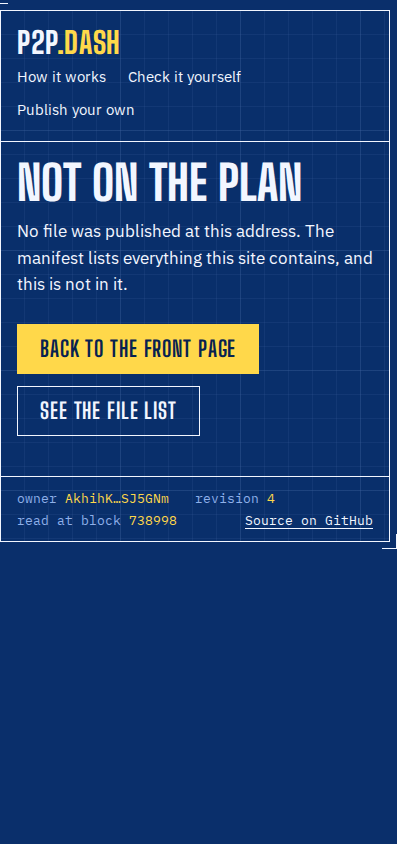 P2P.DASH
How it works Check it yourself
Publish your own
NOT ON THE PLAN
No file was published at this address. The
manifest lists everything this site contains, and
this is not in it.
BACK TO THE FRONT PAGE
SEE THE FILE LIST
owner AkhihK…SJ5GNm revision 4
read at block 738998 Source on GitHub